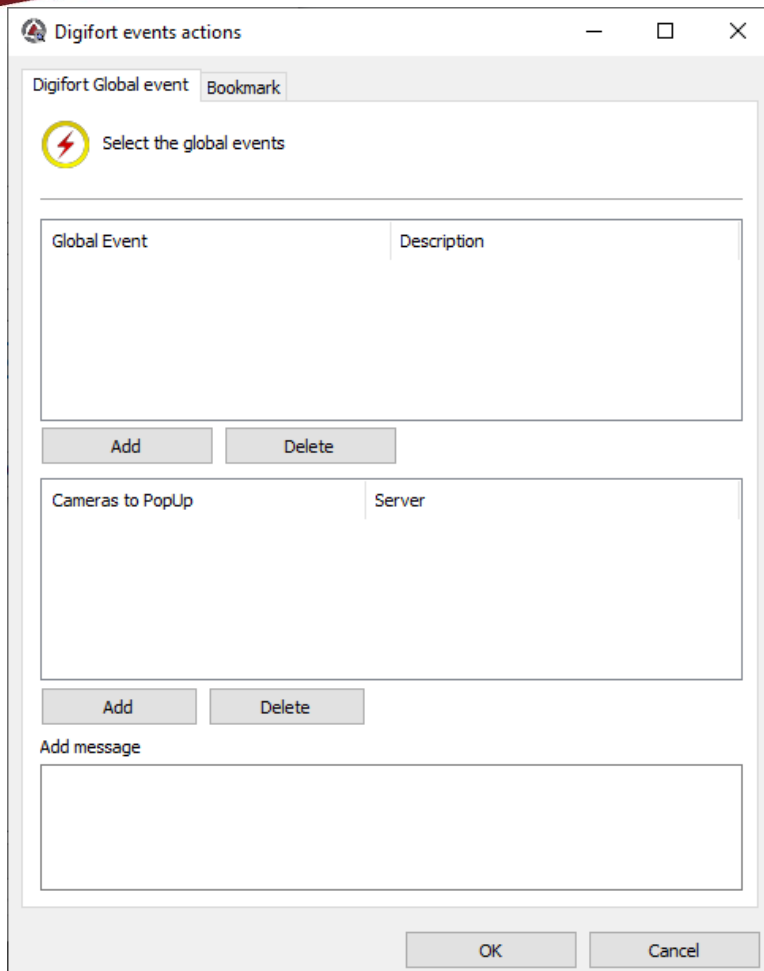 Digifort events actions
Digifort Global event Bookmark
Select the global events
Global Event Description
Add Delete
Cameras to PopUp Server
Add Delete
Add message
OK Cancel